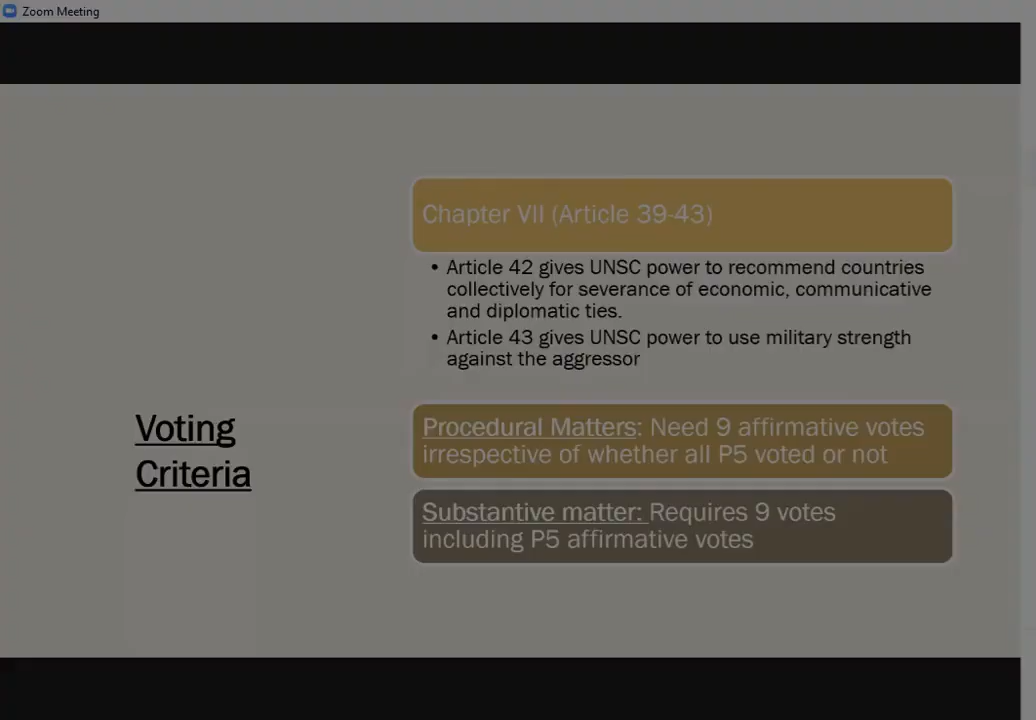 Zoom Meeting
Chapter VII (Article 39-43)
• Article 42 gives UNSC power to recommend countries
collectively for severance of economic, communicative
and diplomatic ties.
• Article 43 gives UNSC power to use military strength
against the aggressor
Voting
Criteria
Procedural Matters: Need 9 affirmative votes
irrespective of whether all P5 voted or not
Substantive matter: Requires 9 votes
including P5 affirmative votes